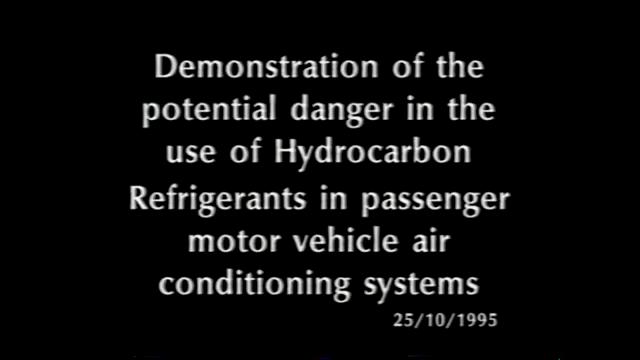 Demonstration of the
potential danger in the
use of Hydrocarbon
Refrigerants in passenger
motor vehicle air
conditioning systems
25/10/1995